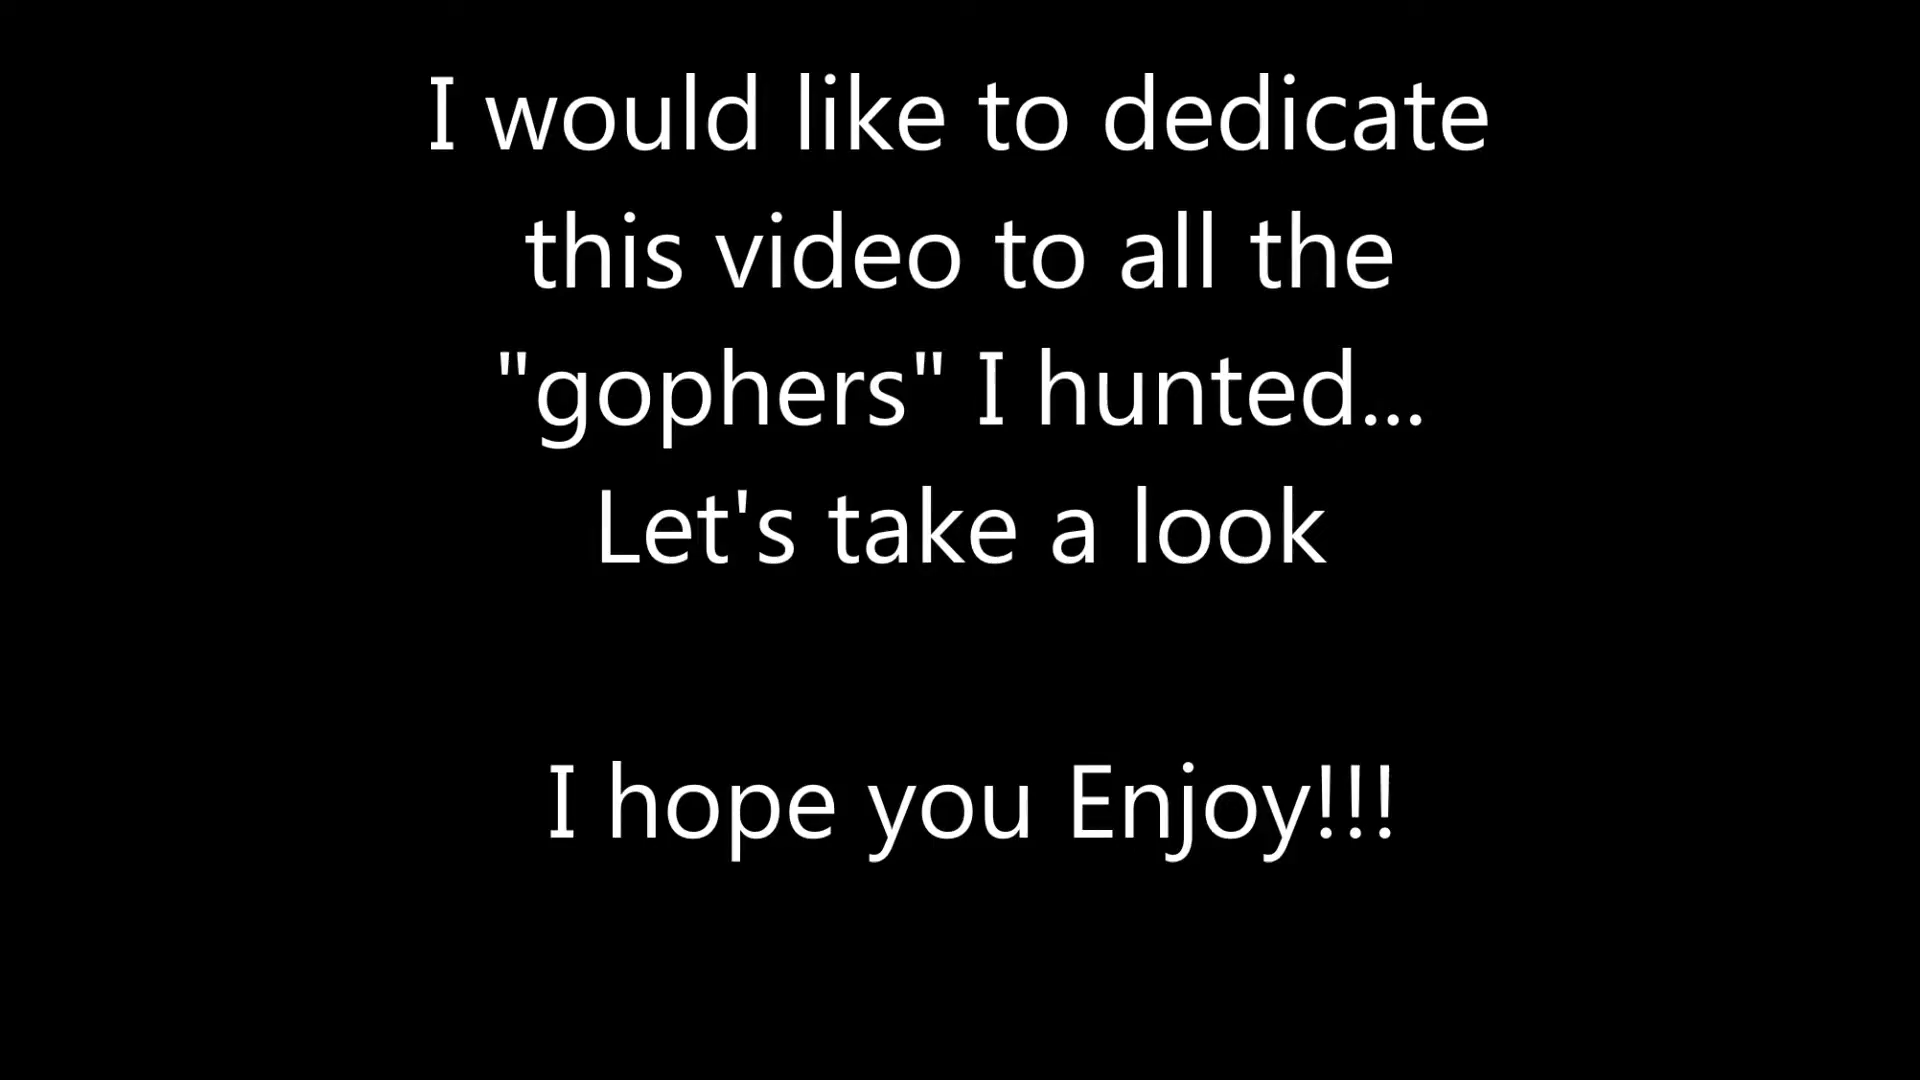 I would like to dedicate
this video to all the
"gophers" I hunted...
Let's take a look
I hope you Enjoy!!!